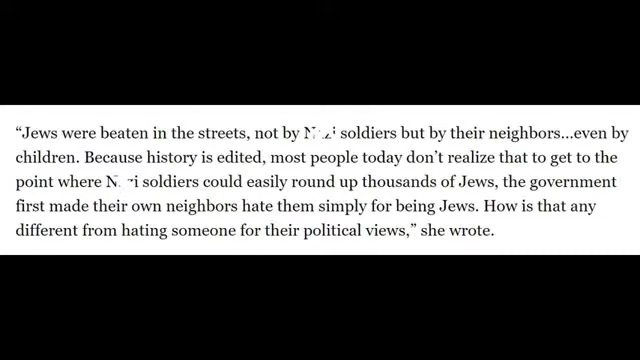 “Jews were beaten in the streets, not by soldiers but by their neighbors…even by
children. Because history is edited, most people today don’t realize that to get to the
point where soldiers could easily round up thousands of Jews, the government
first made their own neighbors hate them simply for being Jews. How is that any
different from hating someone for their political views,” she wrote.